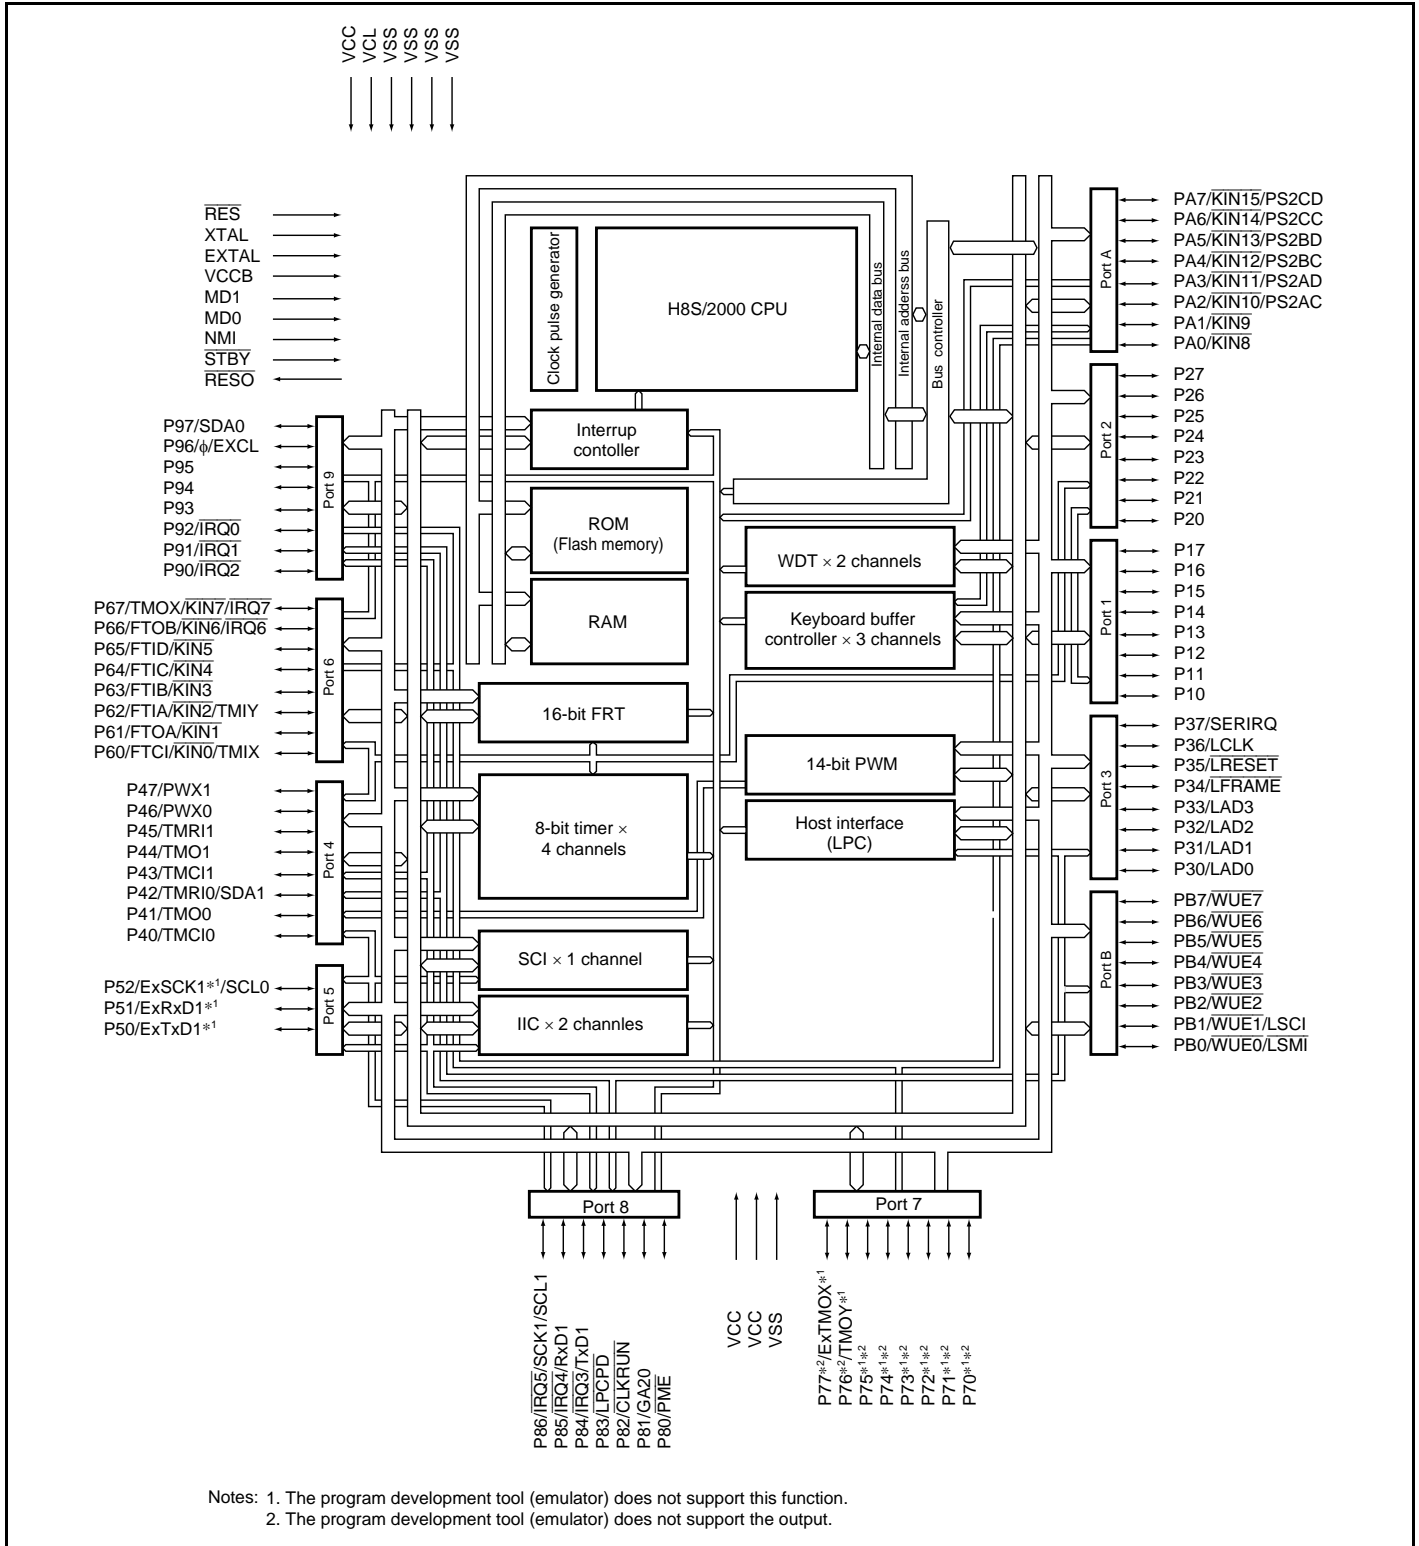 VCC
VCL
VSS
VSS
VSS
VSS
RES
XTAL
EXTAL
VCCB
MD1
MD0
NMI
STBY
RESO
P97/SDA0
P96/φ/EXCL
P95
P94
P93
P92/IRQ0
P91/IRQ1
P90/IRQ2
Port 9
P67/TMOX/KIN7/IRQ7
P66/FTOB/KIN6/IRQ6
P65/FTID/KIN5
P64/FTIC/KIN4
P63/FTIB/KIN3
P62/FTIA/KIN2/TMIY
P61/FTOA/KIN1
P60/FTCI/KIN0/TMIX
Port 6
P47/PWX1
P46/PWX0
P45/TMRI1
P44/TMO1
P43/TMCI1
P42/TMRI0/SDA1
P41/TMO0
P40/TMCI0
Port 4
P52/ExSCK1*1/SCL0
P51/ExRxD1*1
P50/ExTxD1*1
Port 5
Clock pulse generator
H8S/2000 CPU
Internal data bus
Internal adderss bus
Bus controller
Interrup
contoller
ROM
(Flash memory)
RAM
WDT × 2 channels
Keyboard buffer
controller × 3 channels
16-bit FRT
14-bit PWM
8-bit timer ×
4 channels
Host interface
(LPC)
SCI × 1 channel
IIC × 2 channles
Port A
PA7/KIN15/PS2CD
PA6/KIN14/PS2CC
PA5/KIN13/PS2BD
PA4/KIN12/PS2BC
PA3/KIN11/PS2AD
PA2/KIN10/PS2AC
PA1/KIN9
PA0/KIN8
Port 2
P27
P26
P25
P24
P23
P22
P21
P20
Port 1
P17
P16
P15
P14
P13
P12
P11
P10
Port 3
P37/SERIRQ
P36/LCLK
P35/LRESET
P34/LFRAME
P33/LAD3
P32/LAD2
P31/LAD1
P30/LAD0
Port B
PB7/WUE7
PB6/WUE6
PB5/WUE5
PB4/WUE4
PB3/WUE3
PB2/WUE2
PB1/WUE1/LSCI
PB0/WUE0/LSMI
Port 8
P86/IRQ5/SCK1/SCL1
P85/IRQ4/RxD1
P84/IRQ3/TxD1
P83/LPCPD
P82/CLKRUN
P81/GA20
P80/PME
VCC
VCC
VSS
Port 7
P77*2/ExTMOX*1
P76*2/TMOY*1
P75*1*2
P74*1*2
P73*1*2
P72*1*2
P71*1*2
P70*1*2
Notes: 1. The program development tool (emulator) does not support this function.
2. The program development tool (emulator) does not support the output.